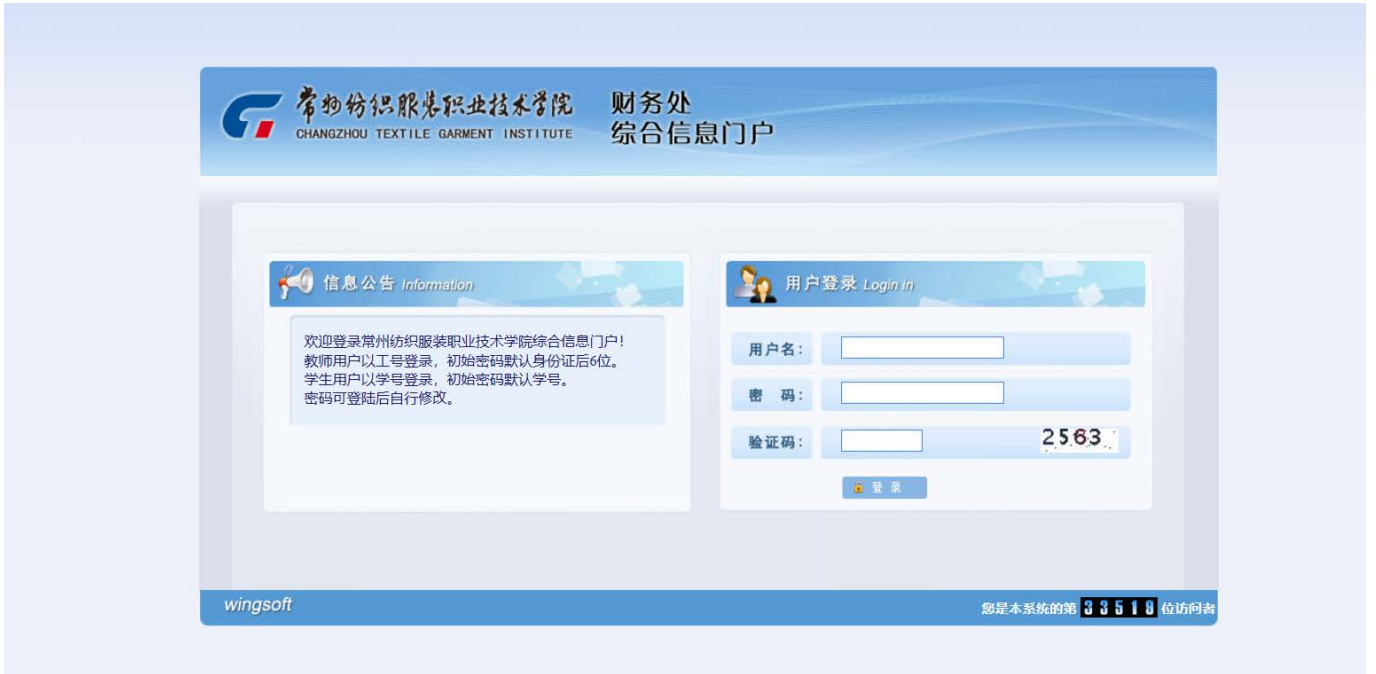 常州纺织服装职业技术学院
CHANGZHOU TEXTILE GARMENT INSTITUTE
财务处
综合信息门户
信息公告 Information
欢迎登录常州纺织服装职业技术学院综合信息门户!
教师用户以工号登录，初始密码默认身份证后6位。
学生用户以学号登录，初始密码默认学号。
密码可登陆后自行修改。
用户登录 Login in
用户名:
密 码:
验证码:
2563
登 录
wingsoft
您是本系统的第 33519 位访问者